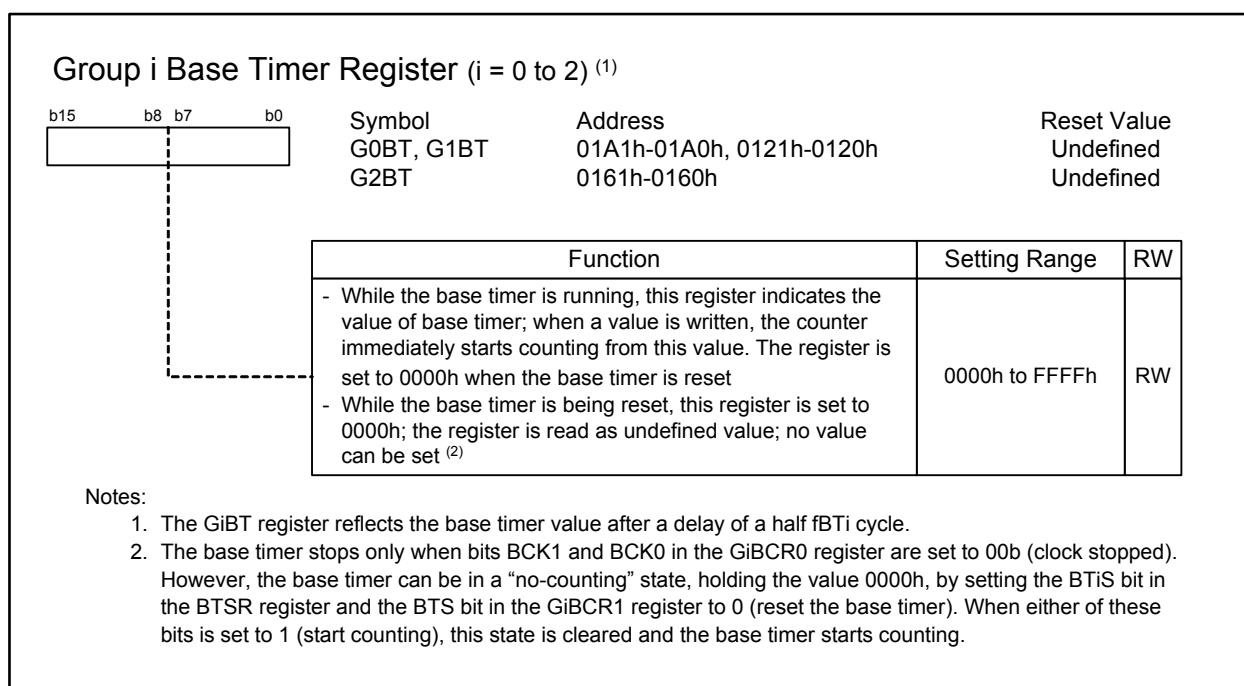 Group i Base Timer Register (i = 0 to 2) (1)
b15 b8 b7 b0
Symbol Address Reset Value
G0BT, G1BT 01A1h-01A0h, 0121h-0120h Undefined
G2BT 0161h-0160h Undefined
Function Setting Range RW
- While the base timer is running, this register indicates the
value of base timer; when a value is written, the counter
immediately starts counting from this value. The register is
set to 0000h when the base timer is reset
- While the base timer is being reset, this register is set to
0000h; the register is read as undefined value; no value
can be set (2)
0000h to FFFFh RW
Notes:
1. The GiBT register reflects the base timer value after a delay of a half fBTi cycle.
2. The base timer stops only when bits BCK1 and BCK0 in the GiBCR0 register are set to 00b (clock stopped).
However, the base timer can be in a “no-counting” state, holding the value 0000h, by setting the BTiS bit in
the BTSR register and the BTS bit in the GiBCR1 register to 0 (reset the base timer). When either of these
bits is set to 1 (start counting), this state is cleared and the base timer starts counting.